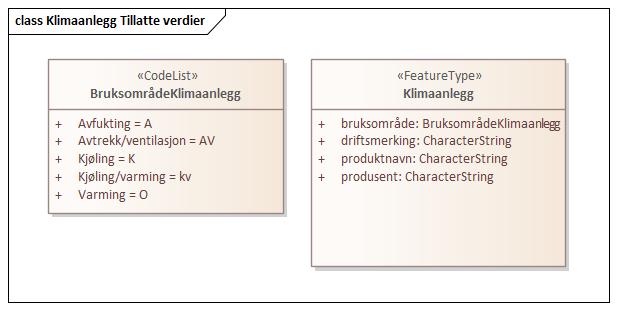 class Klimaanlegg Tillatte verdier
«CodeList»
BruksområdeKlimaanlegg
+ Avfukting = A
+ Avtrekk/ventilasjon = AV
+ Kjøling = K
+ Kjøling/varming = kv
+ Varming = O
«FeatureType»
Klimaanlegg
+ bruksområde: BruksområdeKlimaanlegg
+ driftsmerking: CharacterString
+ produktnavn: CharacterString
+ produsent: CharacterString